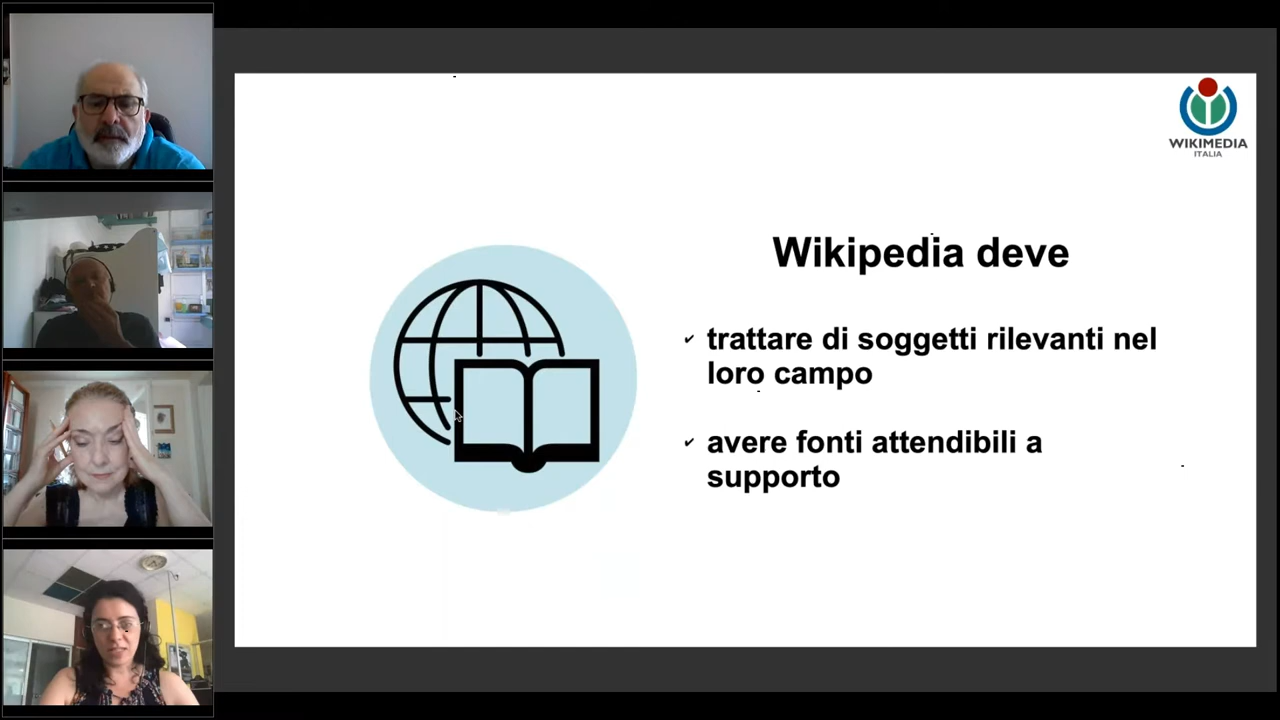 WIKIMEDIA
ITALIA
Wikipedia deve
✔ trattare di soggetti rilevanti nel
loro campo
✔ avere fonti attendibili a
supporto